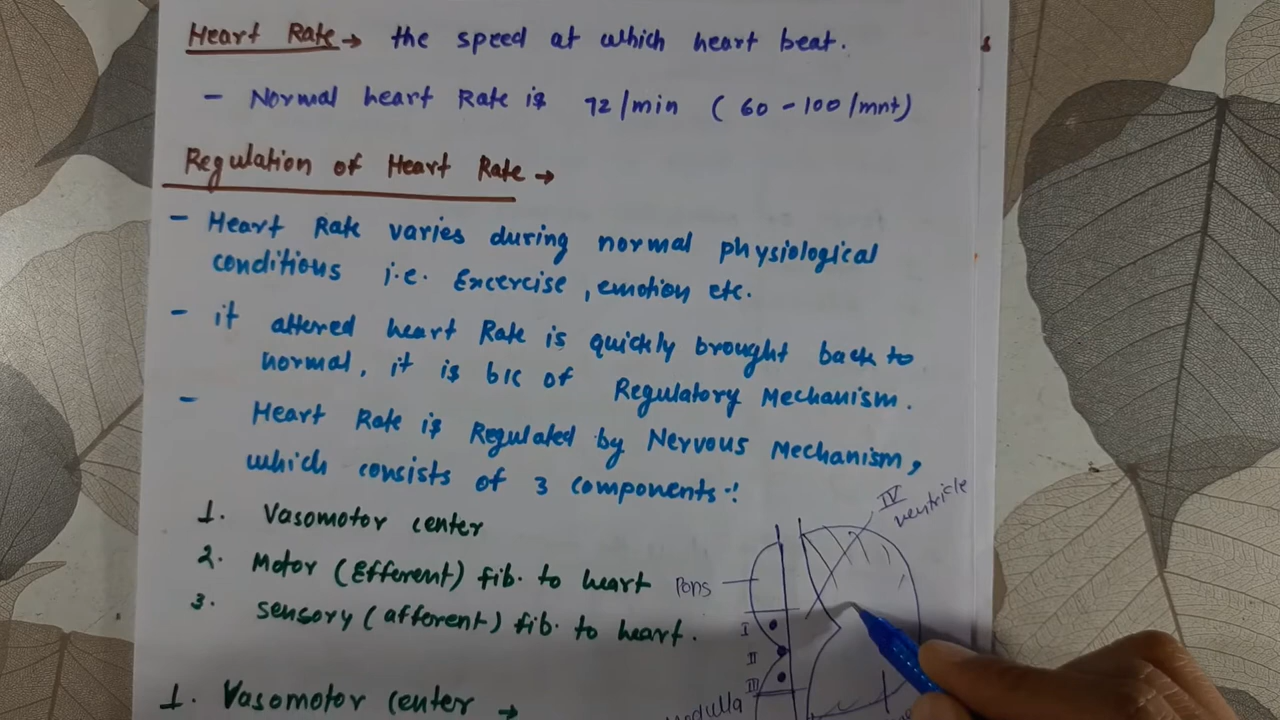 Heart Rate → the speed at which heart beat.
- Normal heart Rate is 72/min (60-100/mnt)
Regulation of Heart Rate →
- Heart Rate varies during normal physiological
conditions i.e. Excercise, emotion etc.
- it altered heart Rate is quickly brought back to
normal, it is b/c of Regulatory Mechanism.
- Heart Rate is Regulated by Nervous Mechanism,
which consists of 3 components :-
1. Vasomotor center
2. Motor (Efferent) fib. to heart
3. Sensory (afferent) fib. to heart.
1. Vasomotor center →
IV
ventricle
Pons
I
II
III